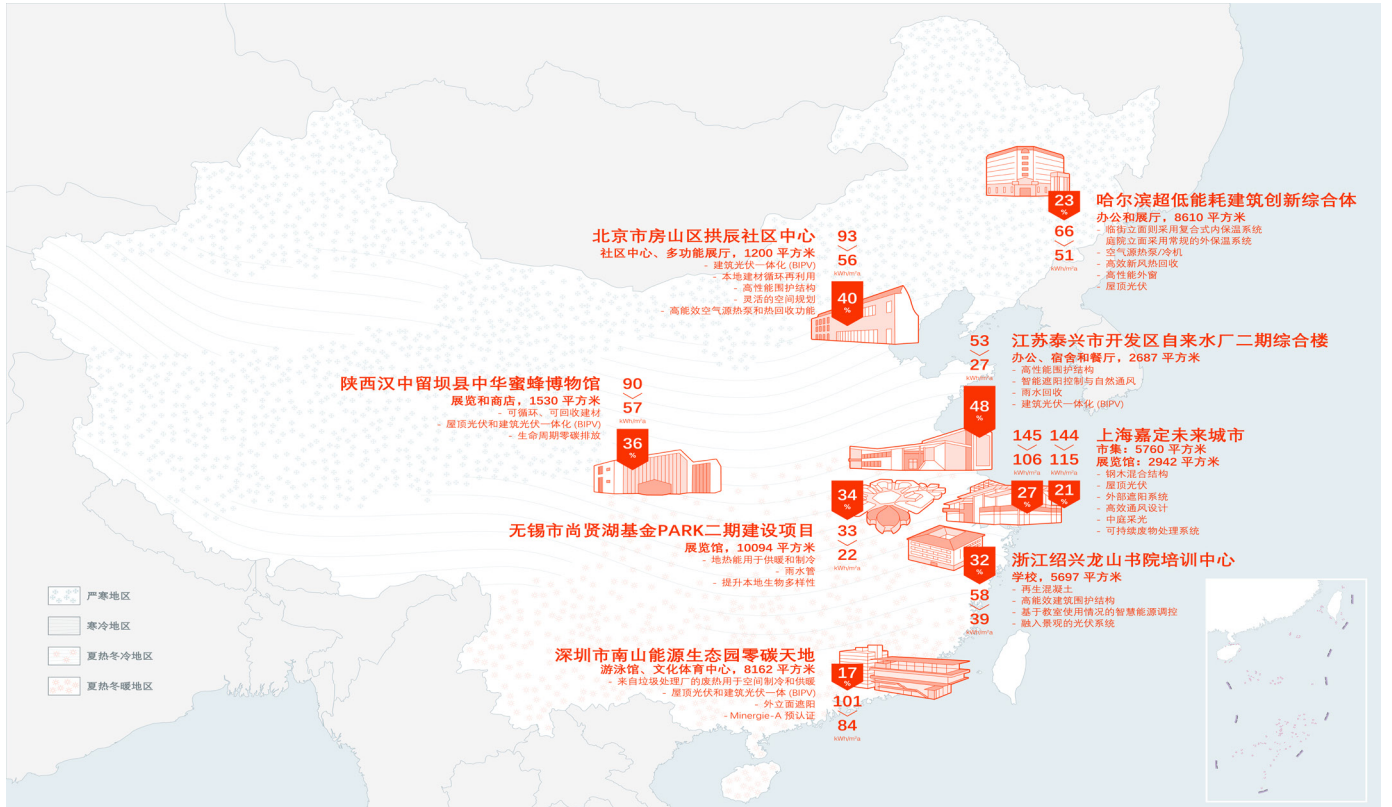 23
%
66
51
kWh/m²a
哈尔滨超低能耗建筑创新综合体
办公和展厅，8610 平方米
- 临街立面则采用复合式内保温系统
- 庭院立面采用常规的外保温系统
- 空气源热泵/冷机
- 高效新风热回收
- 高性能外窗
- 屋顶光伏
北京市房山区拱辰社区中心
社区中心、多功能展厅，1200 平方米
- 建筑光伏一体化 (BIPV)
- 本地建材循环再利用
- 高性能围护结构
- 灵活的空间规划
- 高能效空气源热泵和热回收功能
93
56
kWh/m²a
40
%
53
27
kWh/m²a
48
%
江苏泰兴市开发区自来水厂二期综合楼
办公、宿舍和餐厅，2687 平方米
- 高性能围护结构
- 智能遮阳控制与自然通风
- 雨水回收
- 建筑光伏一体化 (BIPV)
陕西汉中留坝县中华蜜蜂博物馆
展览和商店，1530 平方米
- 可循环、可回收建材
- 屋顶光伏和建筑光伏一体化 (BIPV)
- 生命周期零碳排放
90
57
kWh/m²a
36
%
145 144
106 115
kWh/m²a kWh/m²a
27
%
21
%
上海嘉定未来城市
市集：5760 平方米
展览馆：2942 平方米
- 钢木混合结构
- 屋顶光伏
- 外部遮阳系统
- 高效通风设计
- 中庭采光
- 可持续废物处理系统
34
%
33
22
kWh/m²a
无锡市尚贤湖基金PARK二期建设项目
展览馆，10094 平方米
- 地热能用于供暖和制冷
- 雨水管
- 提升本地生物多样性
32
%
58
39
kWh/m²a
浙江绍兴龙山书院培训中心
学校，5697 平方米
- 再生混凝土
- 高能效建筑围护结构
- 基于教室使用情况的智慧能源调控
- 融入景观的光伏系统
深圳市南山能源生态园零碳天地
游泳馆、文化体育中心，8162 平方米
- 来自垃圾处理厂的废热用于空间制冷和供暖
- 屋顶光伏和建筑光伏一体 (BIPV)
- 外立面遮阳
- Minergie-A 预认证
17
%
101
84
kWh/m²a
严寒地区
寒冷地区
夏热冬冷地区
夏热冬暖地区